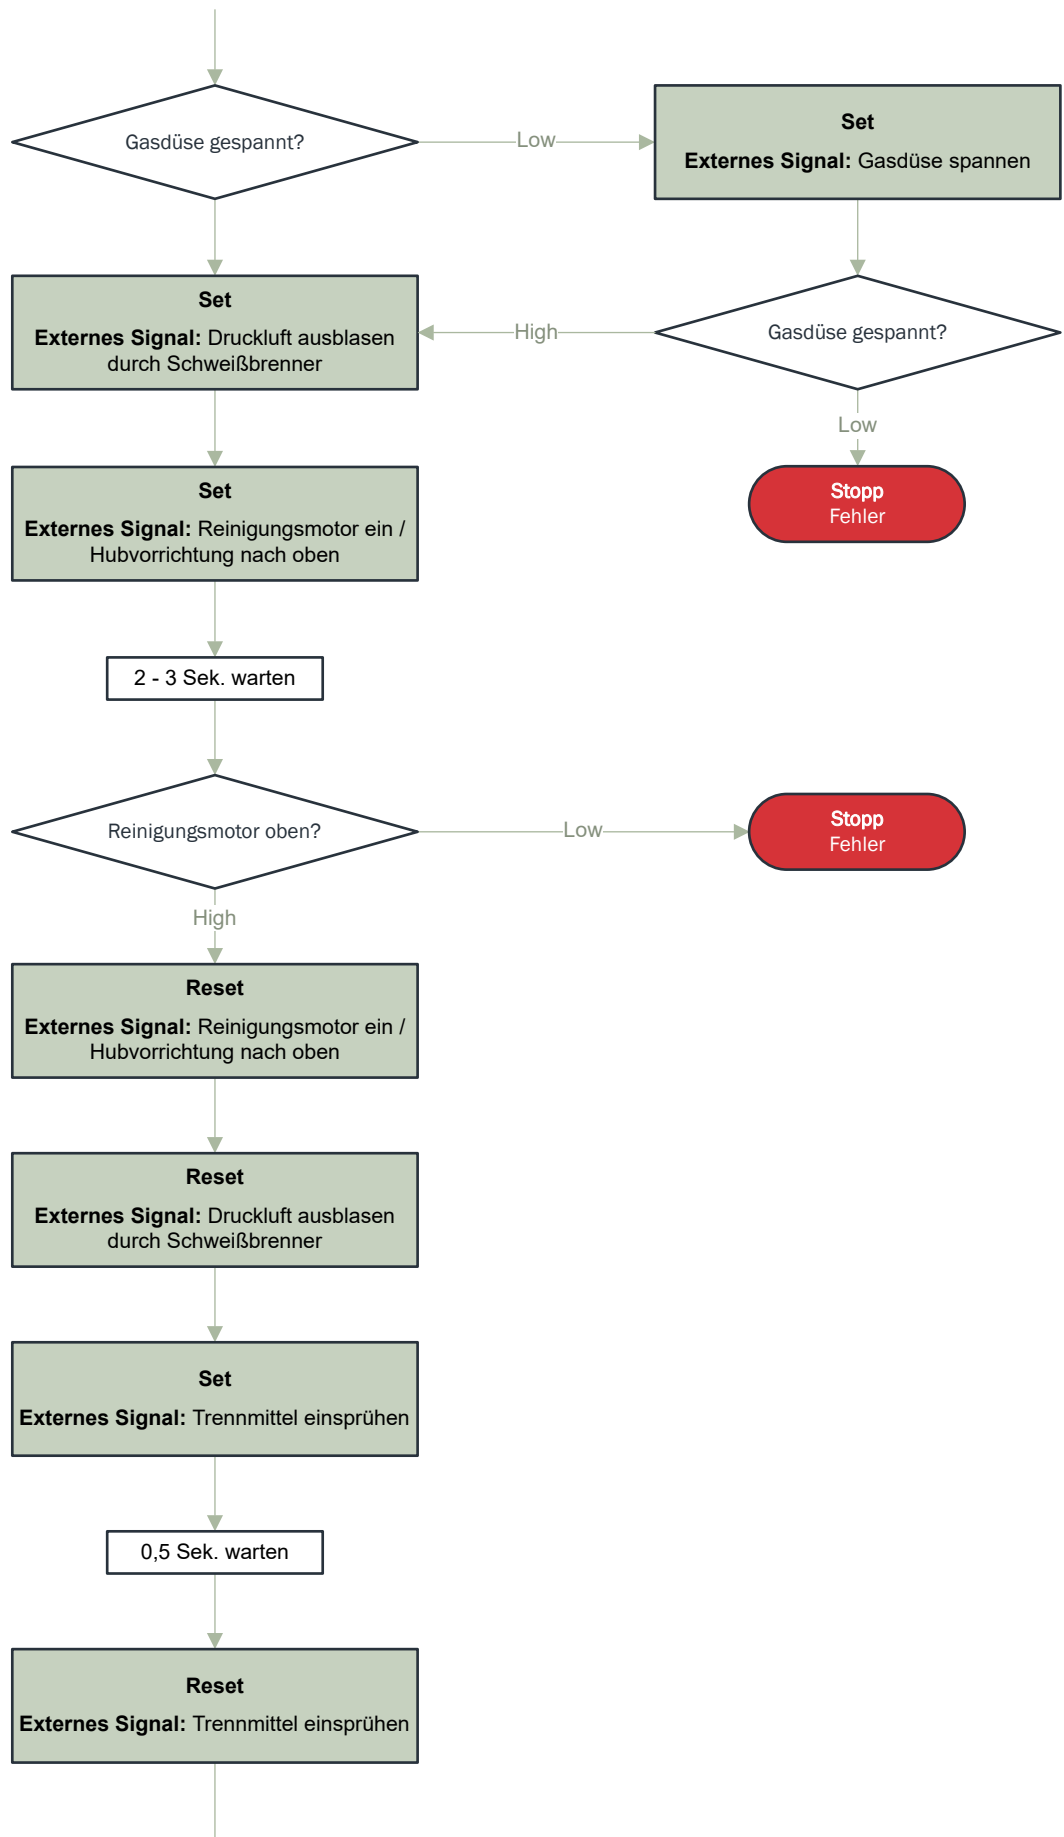 Gasdüse gespannt?
Low
Set
Externes Signal: Gasdüse spannen
Set
Externes Signal: Druckluft ausblasen
durch Schweißbrenner
High
Gasdüse gespannt?
Low
Stopp
Fehler
Set
Externes Signal: Reinigungsmotor ein /
Hubvorrichtung nach oben
2 - 3 Sek. warten
Reinigungsmotor oben?
Low
Stopp
Fehler
High
Reset
Externes Signal: Reinigungsmotor ein /
Hubvorrichtung nach oben
Reset
Externes Signal: Druckluft ausblasen
durch Schweißbrenner
Set
Externes Signal: Trennmittel einsprühen
0,5 Sek. warten
Reset
Externes Signal: Trennmittel einsprühen